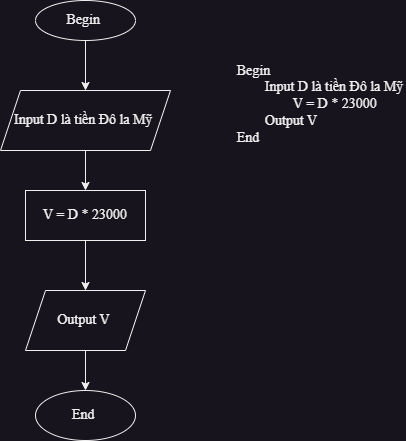 Begin
Input D là tiền Đô la Mỹ
V = D * 23000
Output V
End
Begin
Input D là tiền Đô la Mỹ
V = D * 23000
Output V
End